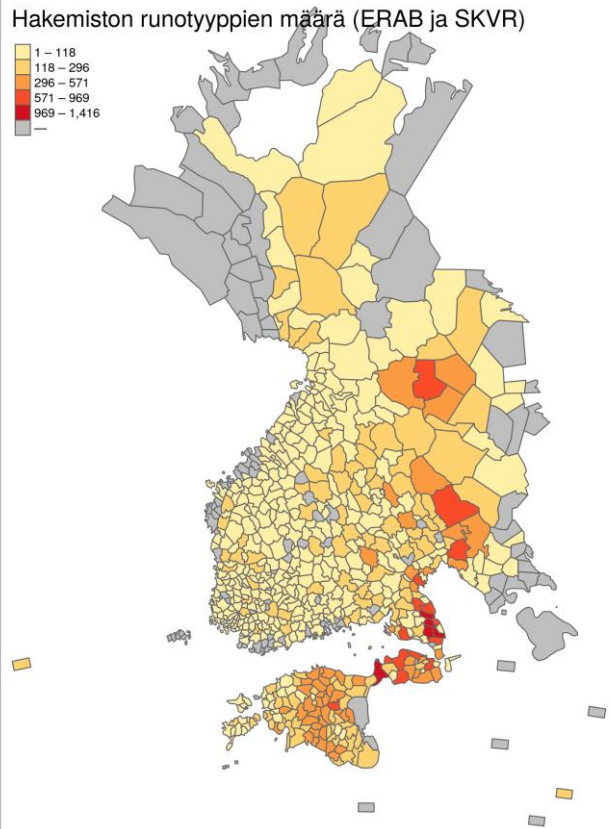 Hakemiston runotyyppien määrä (ERAB ja SKVR)
1 – 118
118 – 296
296 – 571
571 – 969
969 – 1,416
—